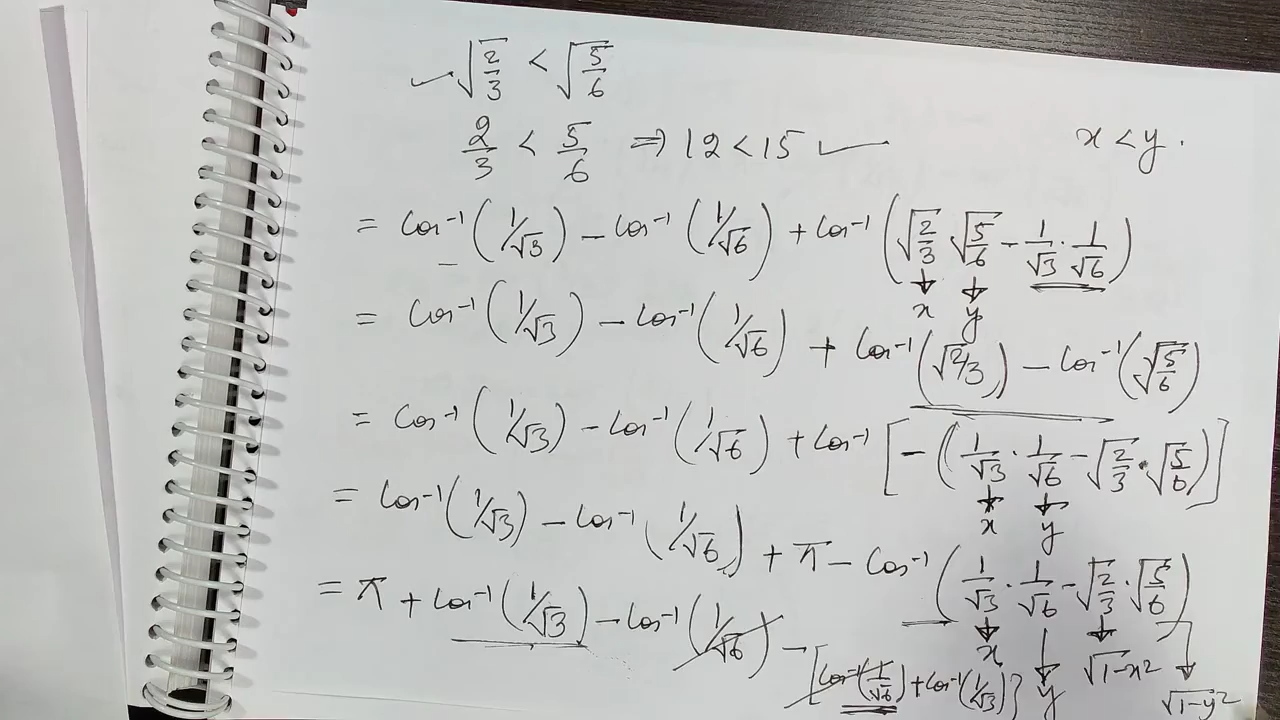 √(2/3) < √(5/6)
2/3 < 5/6 ⇒ 12 < 15 x < y.
= Cos⁻¹(1/√3) − Cos⁻¹(1/√6) + Cos⁻¹(√(2/3) √(5/6) − 1/√3 · 1/√6)
x y
= Cos⁻¹(1/√3) − Cos⁻¹(1/√6) + Cos⁻¹(√2/3) − Cos⁻¹(√(5/6))
= Cos⁻¹(1/√3) − Cos⁻¹(1/√6) + Cos⁻¹[−(1/√3 · 1/√6 − √(2/3) · √(5/6))]
x y
= Cos⁻¹(1/√3) − Cos⁻¹(1/√6) + π − Cos⁻¹(1/√3 · 1/√6 − √(2/3) · √(5/6))
x y √1−x² √1−y²
= π + Cos⁻¹(1/√3) − Cos⁻¹(1/√6) − [Cos⁻¹(1/√6) + Cos⁻¹(1/√3)}